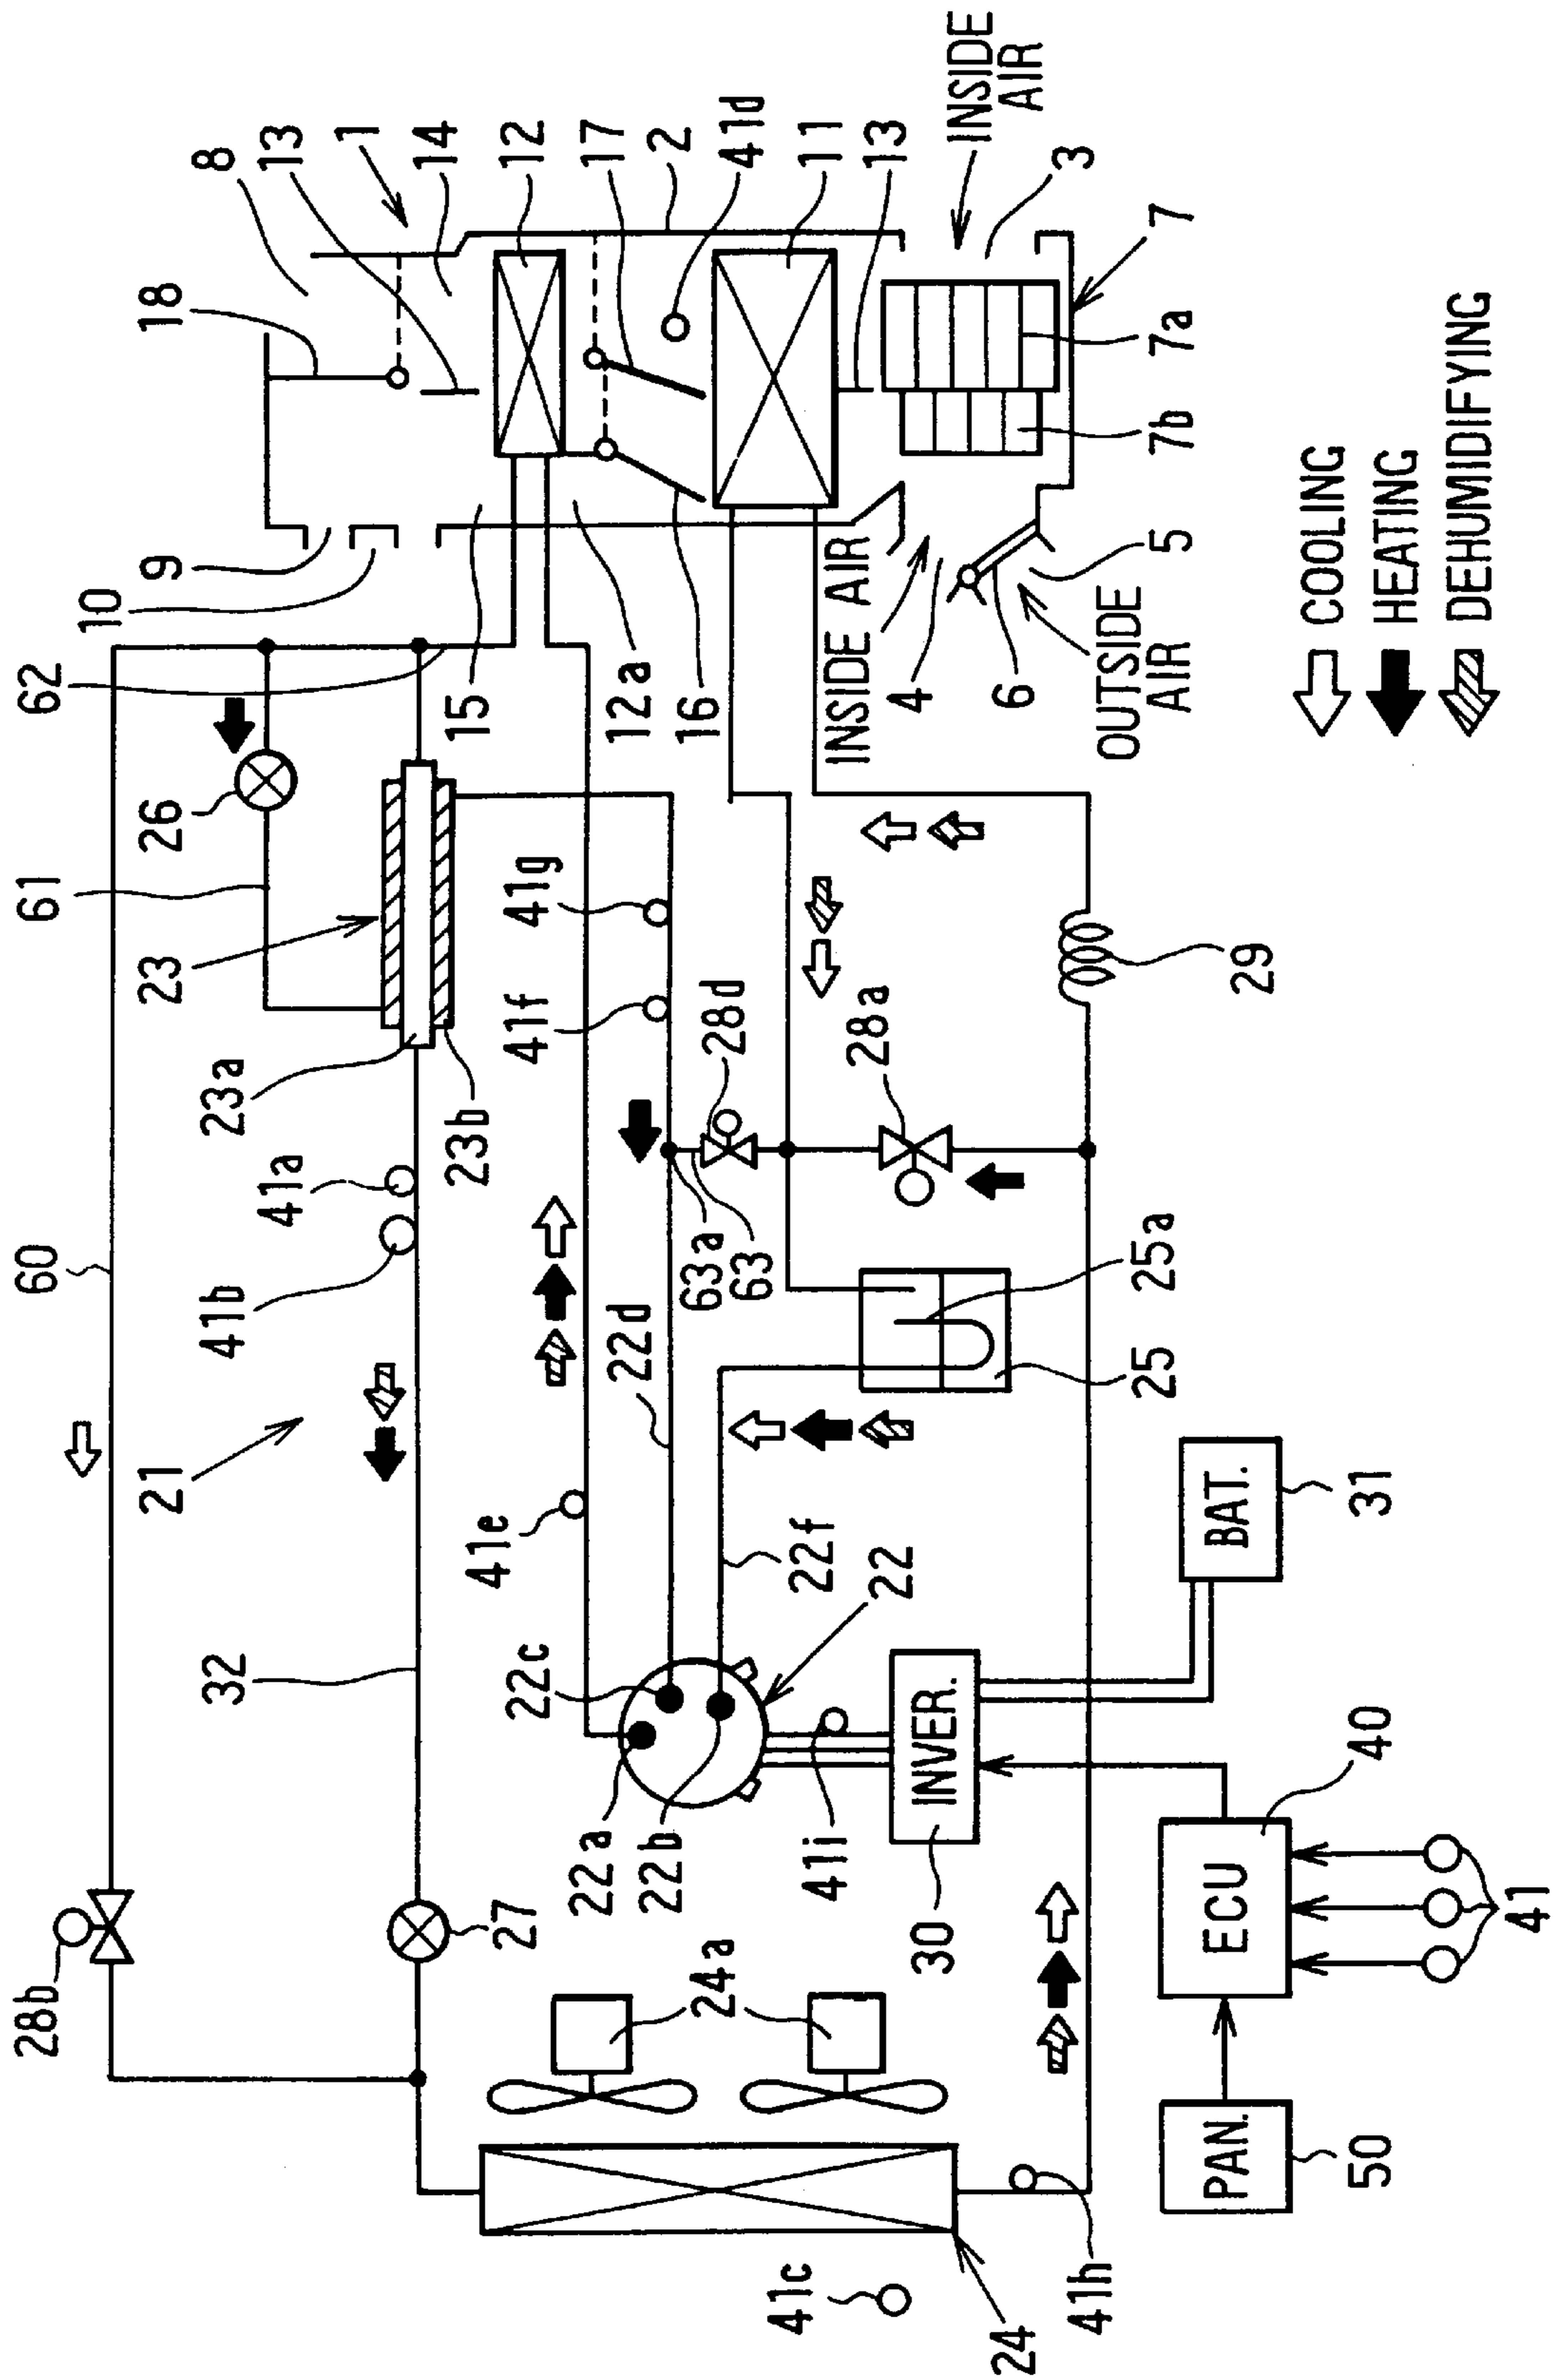 28b
60
61
62
26
10
9
18
8
13
1
14
21
41b
41a
23
23a
23b
32
27
15
12
12a
17
16
2
41d
11
13
41e
41f
41g
22d
63a
63
28d
28a
22c
22a
22b
22f
22
41i
30
INVER.
24a
25
25a
29
INSIDE
AIR
4
6
5
OUTSIDE
AIR
INSIDE
AIR
3
7
7a
7b
41c
24
41h
PAN.
50
ECU
40
41
BAT.
31
COOLING
HEATING
DEHUMIDIFYING